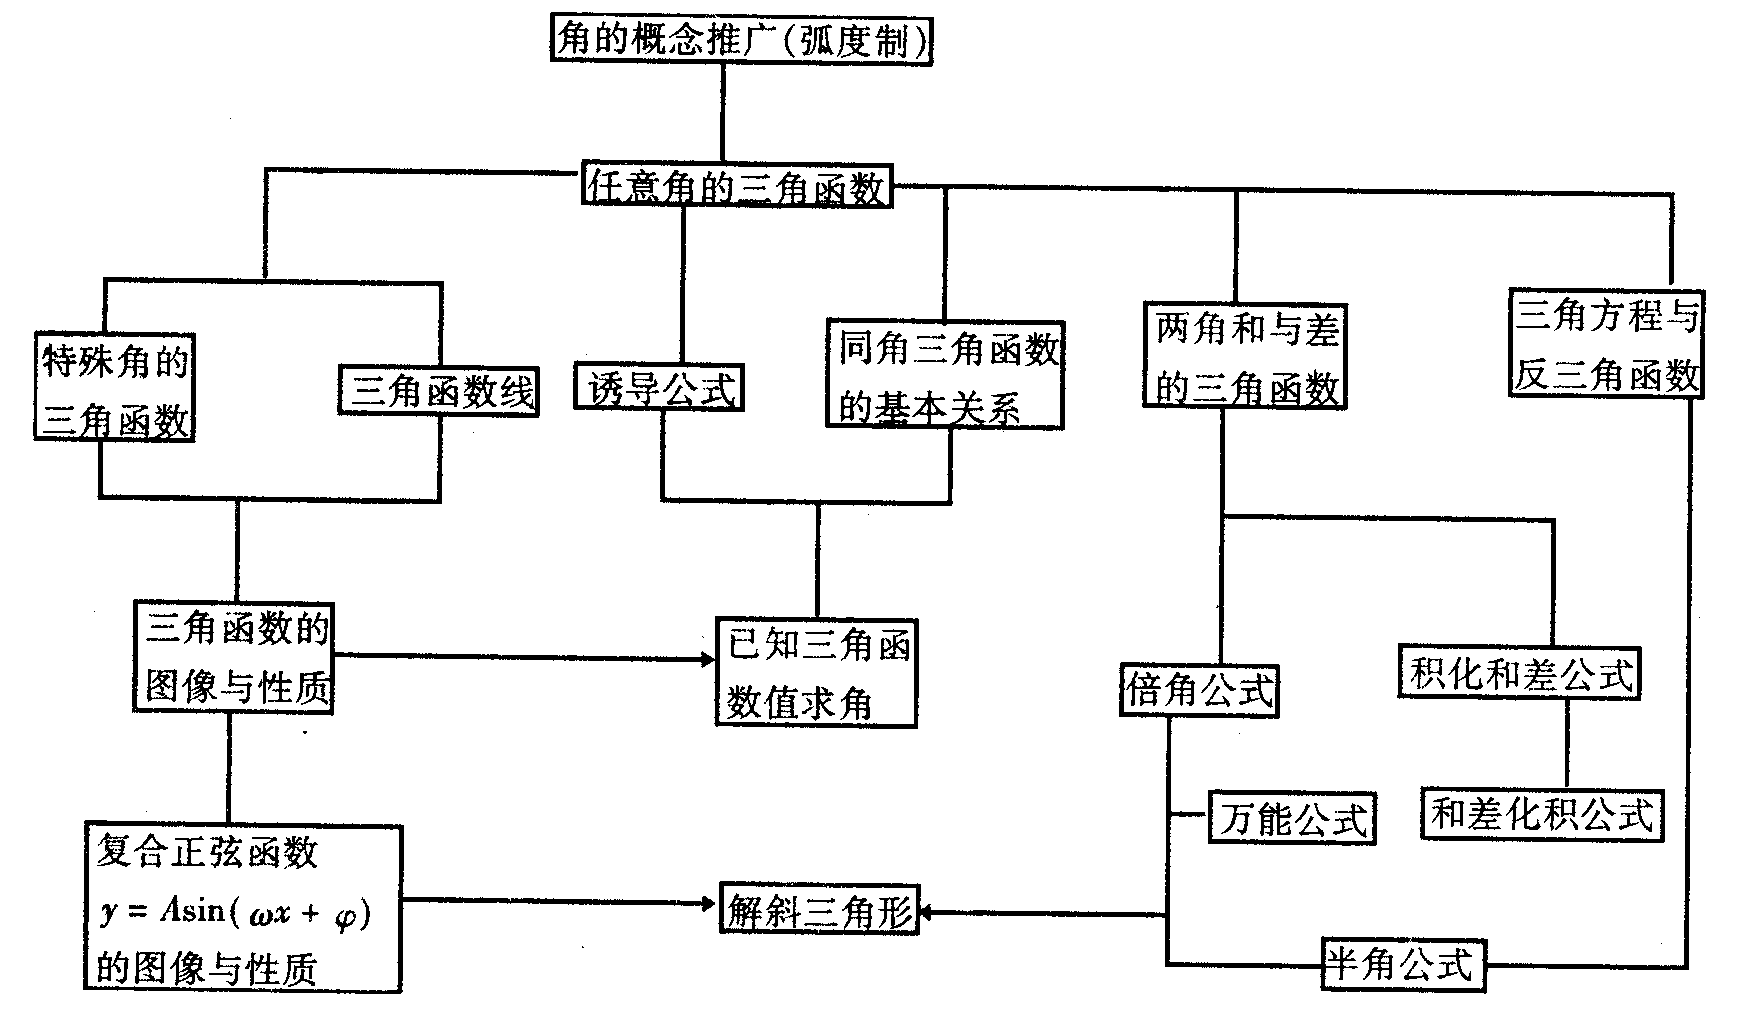 角的概念推广(弧度制)
任意角的三角函数
特殊角的
三角函数
三角函数线
诱导公式
同角三角函数
的基本关系
两角和与差
的三角函数
三角方程与
反三角函数
三角函数的
图像与性质
已知三角函
数值求角
倍角公式
积化和差公式
万能公式
和差化积公式
复合正弦函数
y = Asin( ωx + φ)
的图像与性质
解斜三角形
半角公式